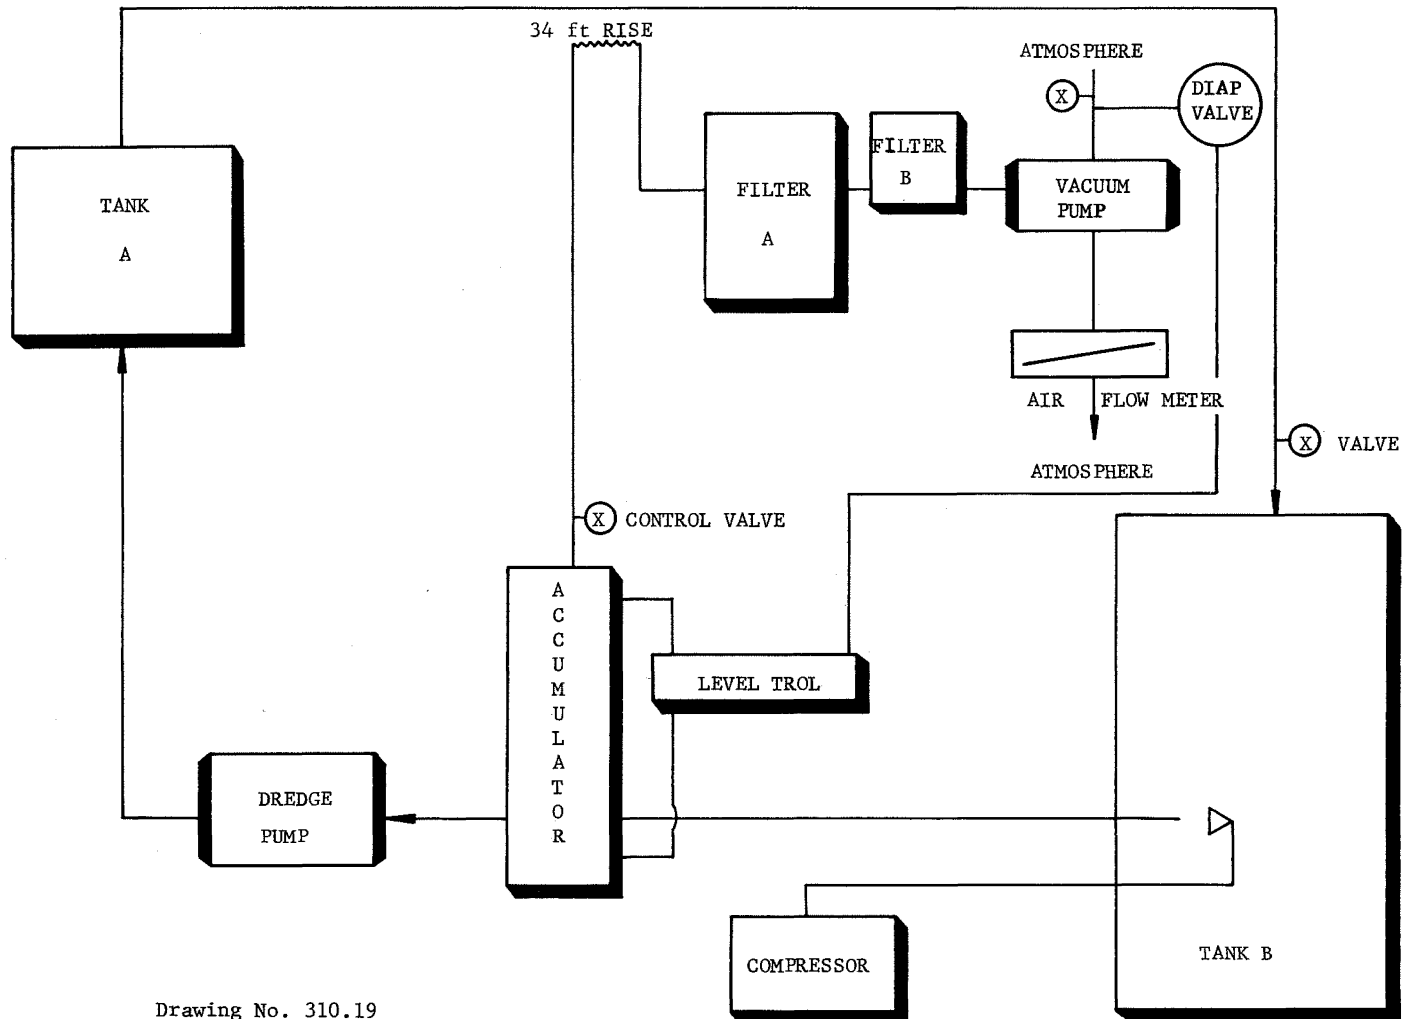 34 ft RISE
ATMOSPHERE
X
DIAP
VALVE
FILTER
B
TANK
A
FILTER
A
VACUUM
PUMP
AIR FLOW METER
ATMOSPHERE
X VALVE
X CONTROL VALVE
ACCUMULATOR
LEVEL TROL
DREDGE
PUMP
COMPRESSOR
TANK B
Drawing No. 310.19